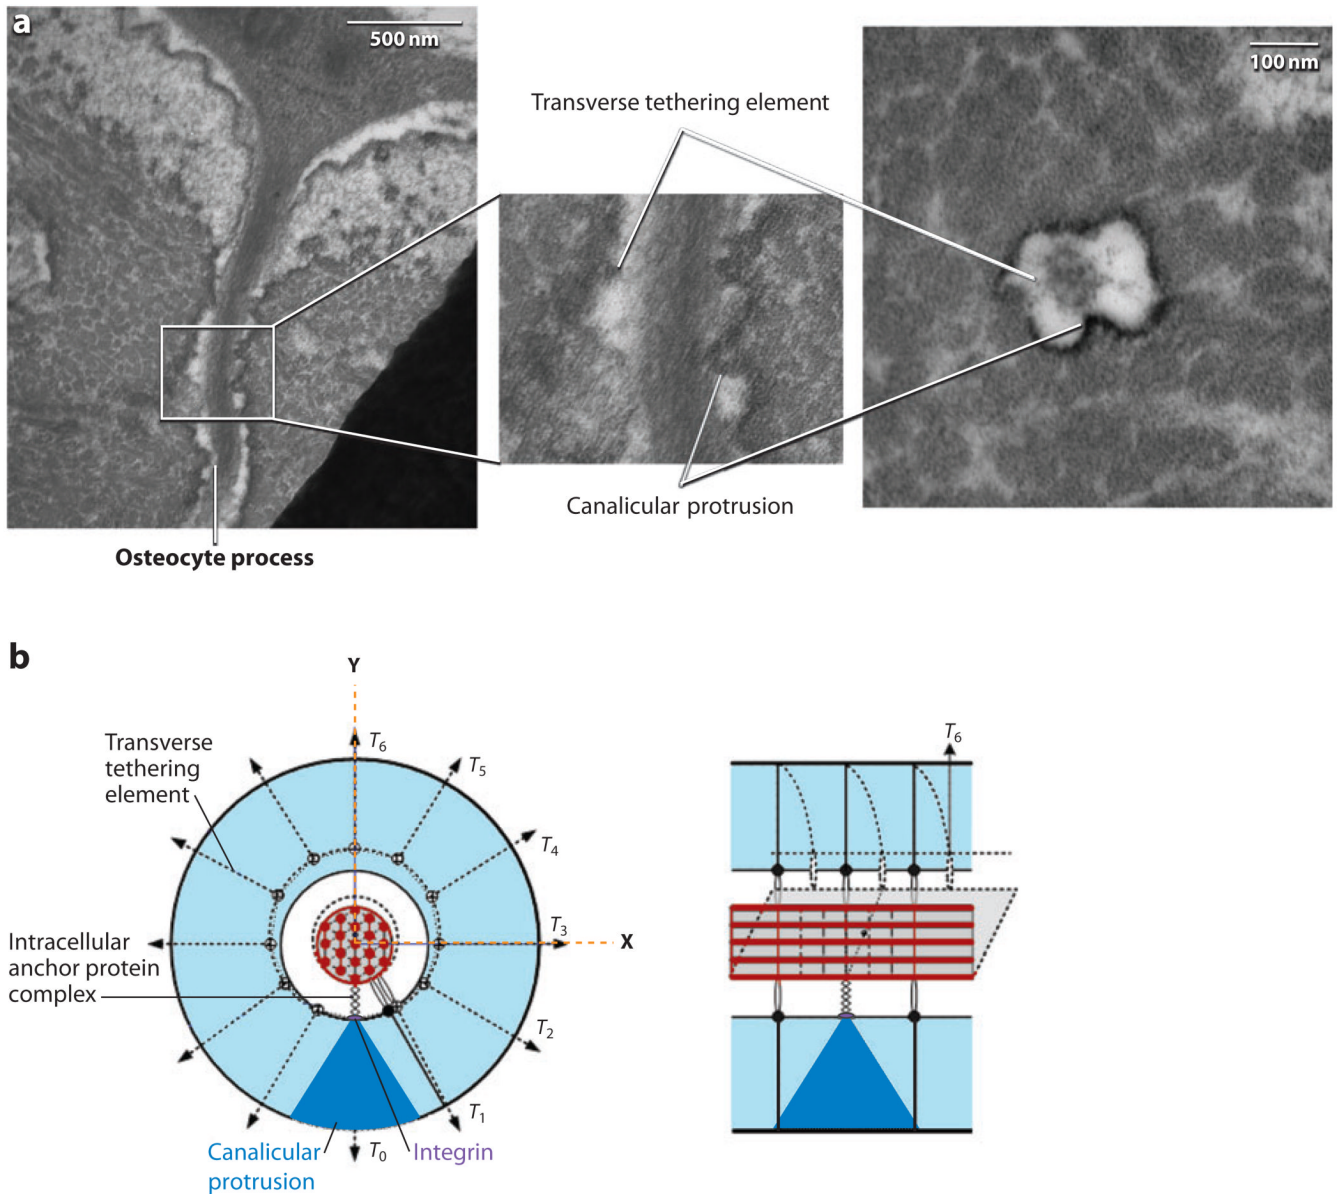 a
500 nm
100 nm
Transverse tethering element
Canalicular protrusion
Osteocyte process
b
Y
T6
T5
T4
T3
X
T2
T1
T0
Transverse
tethering
element
Intracellular
anchor protein
complex
Canalicular
protrusion
Integrin
T6